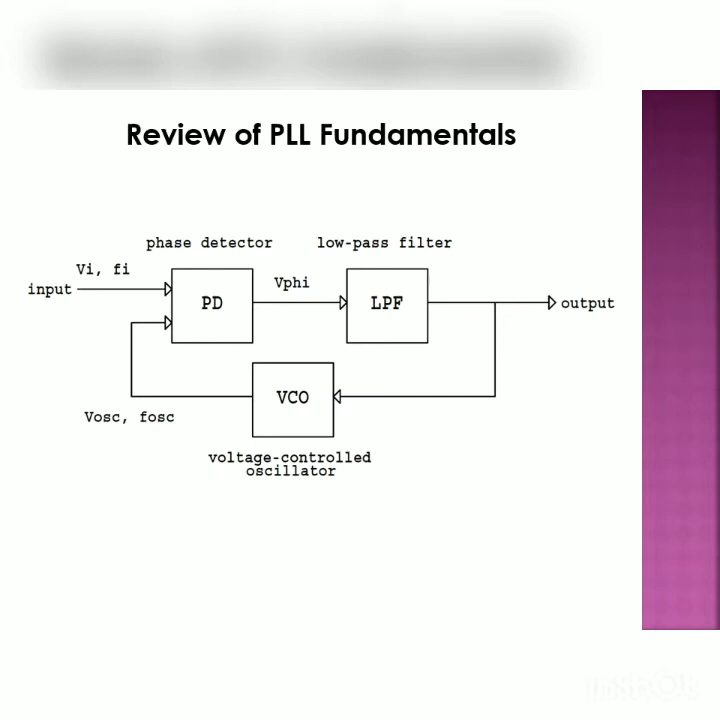 Review of PLL Fundamentals
phase detector
low-pass filter
Vi, fi
input
Vphi
PD
LPF
output
VCO
Vosc, fosc
voltage-controlled
oscillator